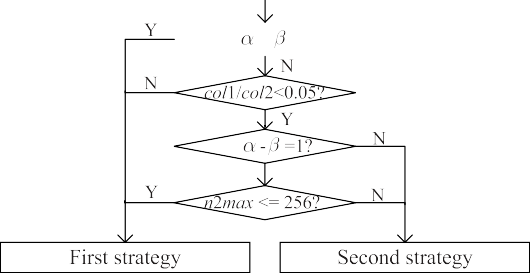 Y
α β
N
N
col1/col2<0.05?
Y
α-β=1?
N
Y
n2max <= 256?
N
First strategy
Second strategy